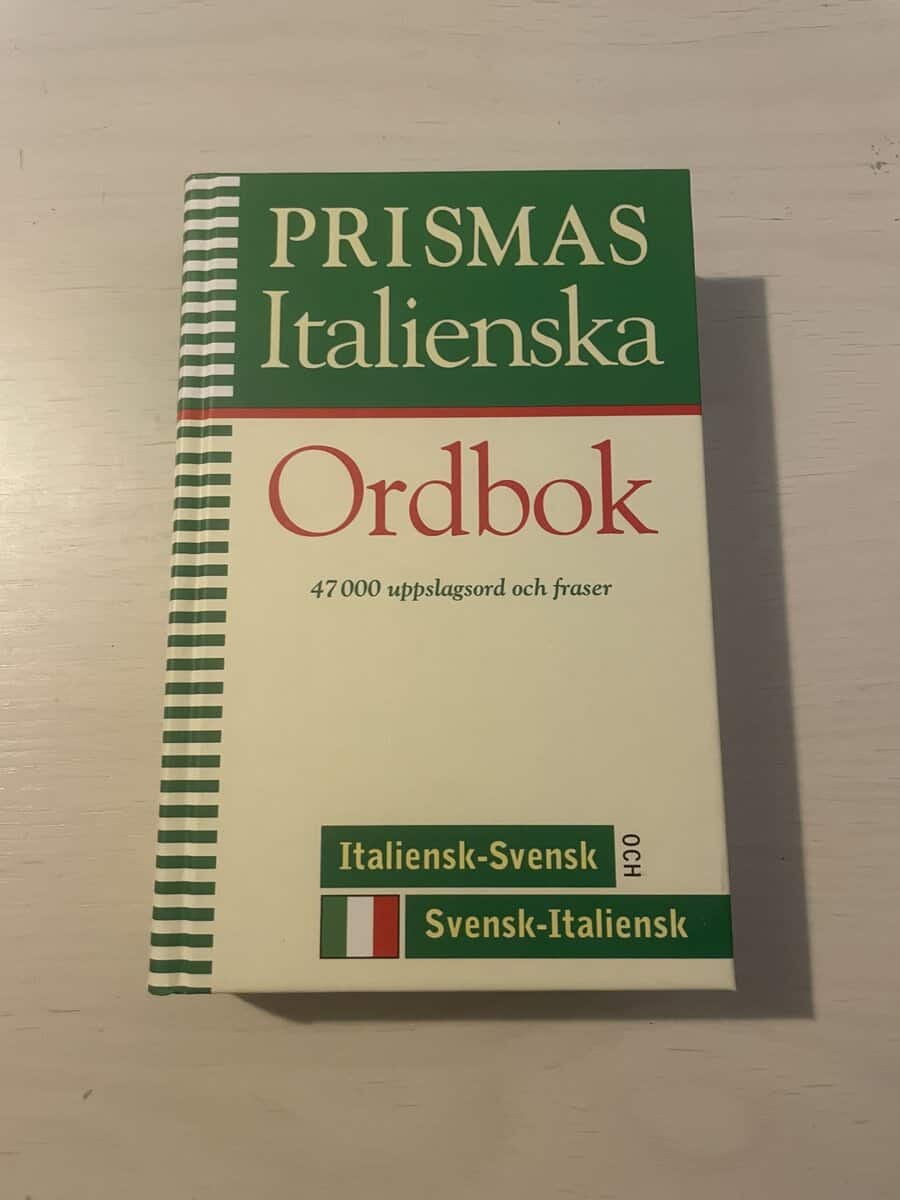 PRISMAS
Italienska
Ordbok
47 000 uppslagsord och fraser
Italiensk-Svensk
OCH
Svensk-Italiensk